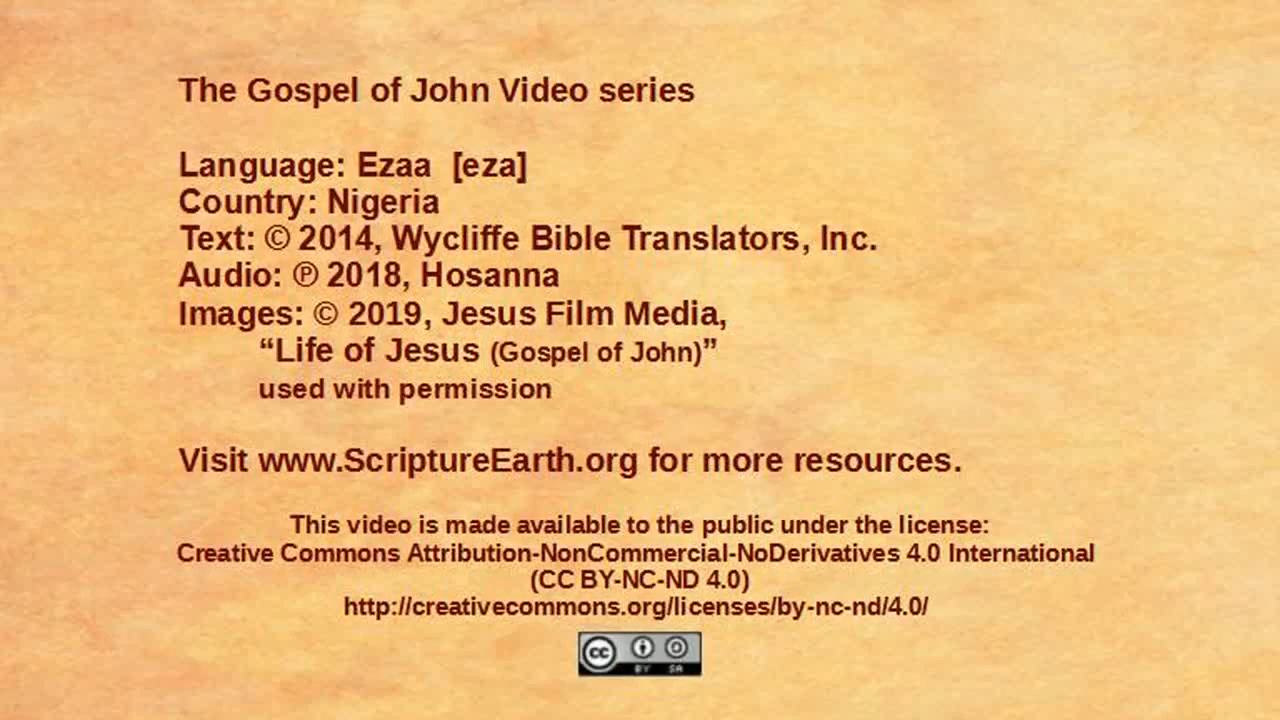 The Gospel of John Video series
Language: Ezaa [eza]
Country: Nigeria
Text: © 2014, Wycliffe Bible Translators, Inc.
Audio: ℗ 2018, Hosanna
Images: © 2019, Jesus Film Media,
“Life of Jesus (Gospel of John)”
used with permission
Visit www.ScriptureEarth.org for more resources.
This video is made available to the public under the license:
Creative Commons Attribution-NonCommercial-NoDerivatives 4.0 International
(CC BY-NC-ND 4.0)
http://creativecommons.org/licenses/by-nc-nd/4.0/
cc
BY SA